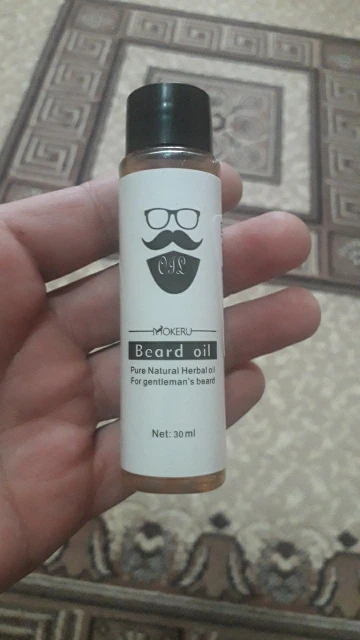 OIL
MOKERU
Beard oil
Pure Natural Herbal oil
For gentleman's beard
Net: 30 ml